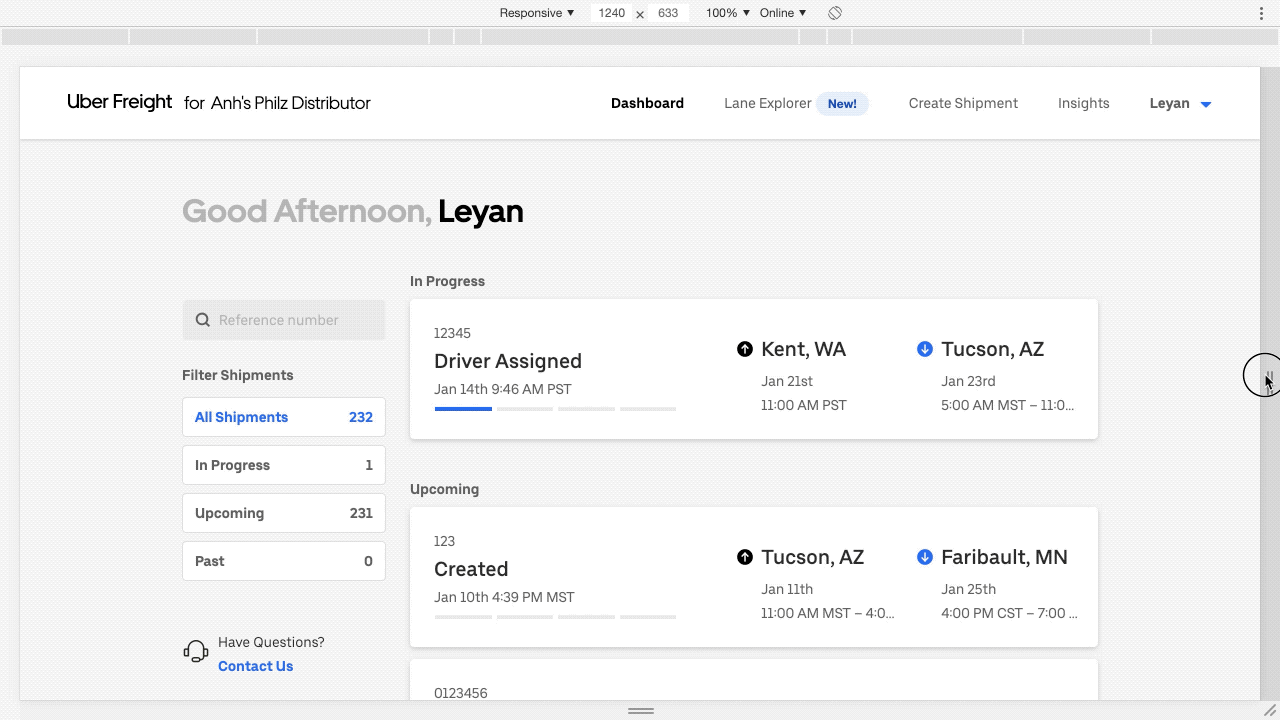 Responsive ▼ 1240 × 633 100% ▼ Online ▼
Uber Freight for Anh's Philz Distributor Dashboard Lane Explorer New! Create Shipment Insights Leyan
Good Afternoon, Leyan
In Progress
Reference number
Filter Shipments
All Shipments 232
In Progress 1
Upcoming 231
Past 0
Have Questions?
Contact Us
12345
Driver Assigned
Jan 14th 9:46 AM PST
Kent, WA
Jan 21st
11:00 AM PST
Tucson, AZ
Jan 23rd
5:00 AM MST – 11:0...
Upcoming
123
Created
Jan 10th 4:39 PM MST
Tucson, AZ
Jan 11th
11:00 AM MST – 4:0...
Faribault, MN
Jan 25th
4:00 PM CST – 7:00 ...
0123456